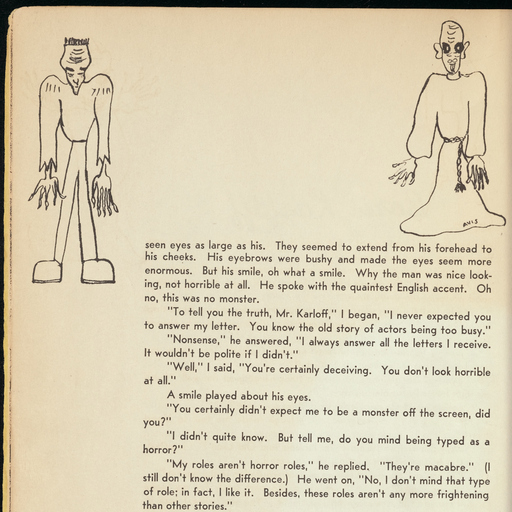 AVIS
seen eyes as large as his. They seemed to extend from his forehead to
his cheeks. His eyebrows were bushy and made the eyes seem more
enormous. But his smile, oh what a smile. Why the man was nice look-
ing, not horrible at all. He spoke with the quaintest English accent. Oh
no, this was no monster.
"To tell you the truth, Mr. Karloff," I began, "I never expected you
to answer my letter. You know the old story of actors being too busy."
"Nonsense," he answered, "I always answer all the letters I receive.
It wouldn't be polite if I didn't."
"Well," I said, "You're certainly deceiving. You don't look horrible
at all."
A smile played about his eyes.
"You certainly didn't expect me to be a monster off the screen, did
you?"
"I didn't quite know. But tell me, do you mind being typed as a
horror?"
"My roles aren't horror roles," he replied. "They're macabre." (I
still don't know the difference.) He went on, "No, I don't mind that type
of role; in fact, I like it. Besides, these roles aren't any more frightening
than other stories."